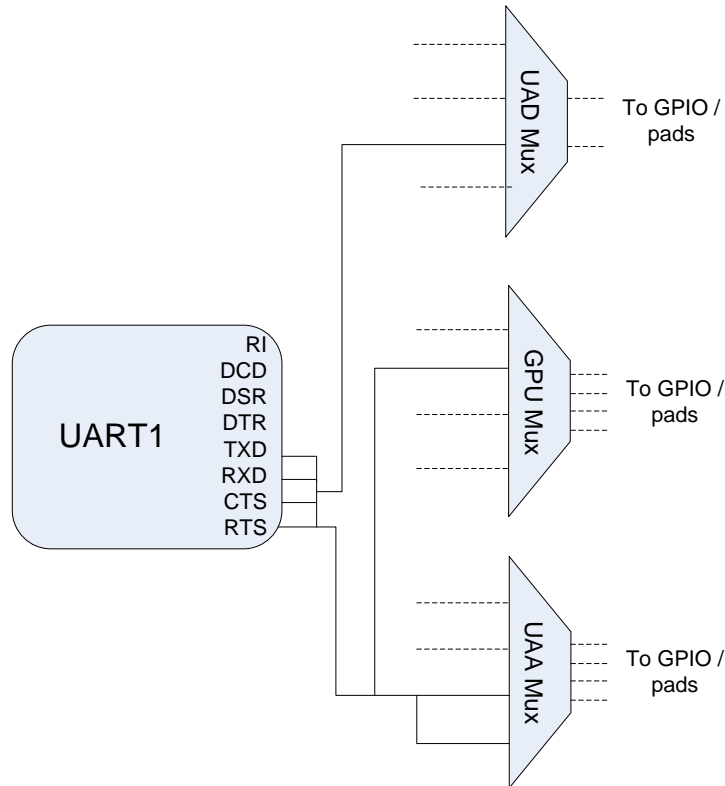 UAD Mux
To GPIO /
pads
GPU Mux
To GPIO /
pads
UART1
RI
DCD
DSR
DTR
TXD
RXD
CTS
RTS
UAA Mux
To GPIO /
pads